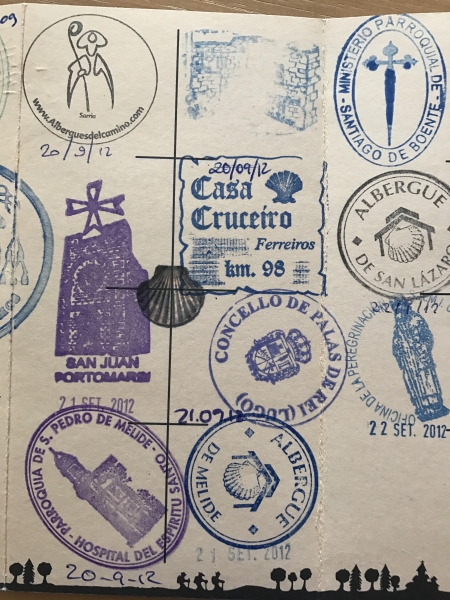 09
Sarria
www.Alberguesdelcamino.com
20/9/12
20/09/12
Casa
Cruceiro
Ferreiros
km. 98
MINISTERIO PARROQUIAL DE
- SANTIAGO DE BOENTE -
ALBERGUE
DE SAN LÁZARO
SAN JUAN
PORTOMARIN
21 SET. 2012
CONCELLO DE PALAS
DE REI (LUGO)
21.09.12
OFICINA DE LA PEREGRINACIÓN
22 SET. 2012
PARROQUIA DE S. PEDRO DE MELIDE -
- HOSPITAL DEL ESPIRITU SANTO
ALBERGUE
DE MELIDE
21 SET. 2012
20-9-12